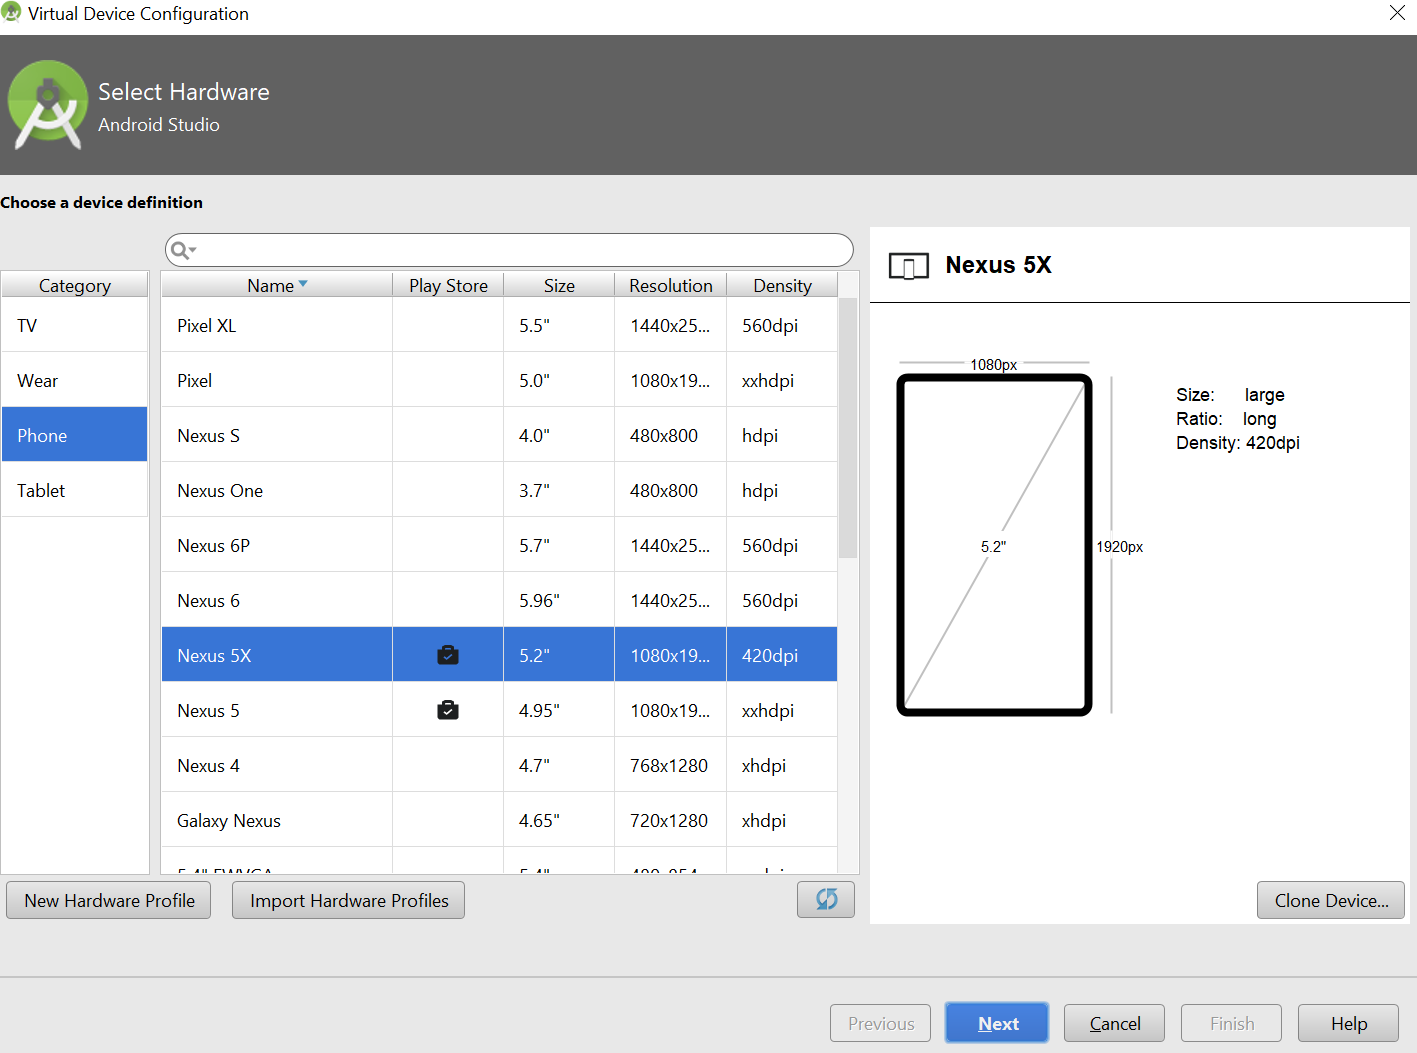 Virtual Device Configuration
Select Hardware
Android Studio
Choose a device definition
Category
TV
Wear
Phone
Tablet
Name Play Store Size Resolution Density
Pixel XL 5.5" 1440x25... 560dpi
Pixel 5.0" 1080x19... xxhdpi
Nexus S 4.0" 480x800 hdpi
Nexus One 3.7" 480x800 hdpi
Nexus 6P 5.7" 1440x25... 560dpi
Nexus 6 5.96" 1440x25... 560dpi
Nexus 5X 5.2" 1080x19... 420dpi
Nexus 5 4.95" 1080x19... xxhdpi
Nexus 4 4.7" 768x1280 xhdpi
Galaxy Nexus 4.65" 720x1280 xhdpi
New Hardware Profile Import Hardware Profiles
Nexus 5X
1080px
5.2"
1920px
Size: large
Ratio: long
Density: 420dpi
Clone Device...
Previous Next Cancel Finish Help